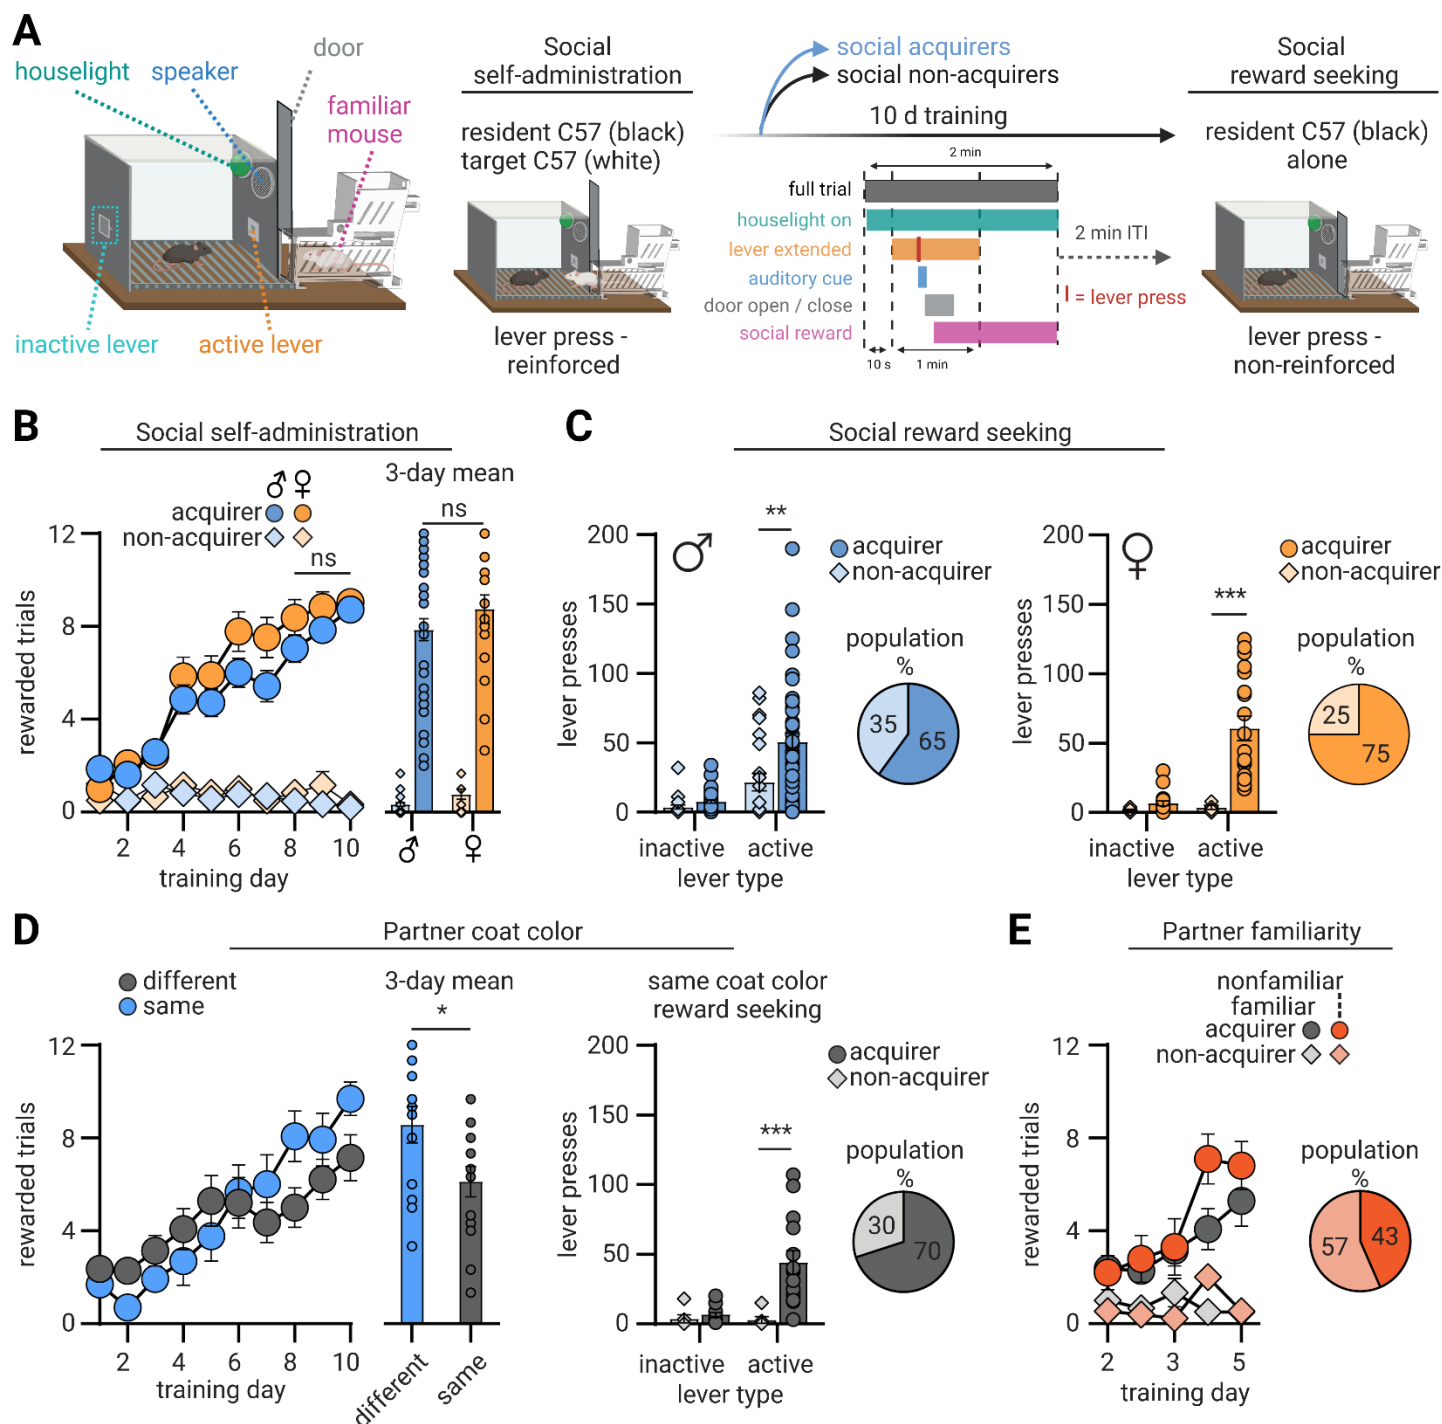 A
houselight
speaker
door
familiar
mouse
inactive lever
active lever
Social
self-administration
resident C57 (black)
target C57 (white)
lever press -
reinforced
social acquirers
social non-acquirers
10 d training
2 min
full trial
houselight on
lever extended
auditory cue
door open / close
social reward
10 s
1 min
2 min ITI
I = lever press
Social
reward seeking
resident C57 (black)
alone
lever press -
non-reinforced
B
Social self-administration
♂ ♀
acquirer
non-acquirer
3-day mean
ns
ns
rewarded trials
12
8
4
0
2 4 6 8 10
training day
♂ ♀
C
Social reward seeking
♂
**
acquirer
non-acquirer
lever presses
200
150
100
50
0
inactive active
lever type
population
%
35
65
♀
***
acquirer
non-acquirer
lever presses
200
150
100
50
0
inactive active
lever type
population
%
25
75
D
Partner coat color
different
same
3-day mean
*
rewarded trials
12
8
4
0
2 4 6 8 10
training day
different
same
same coat color
reward seeking
***
acquirer
non-acquirer
lever presses
200
150
100
50
0
inactive active
lever type
population
%
30
70
E
Partner familiarity
nonfamiliar
familiar
acquirer
non-acquirer
rewarded trials
12
8
4
0
2 3 5
training day
population
%
57
43